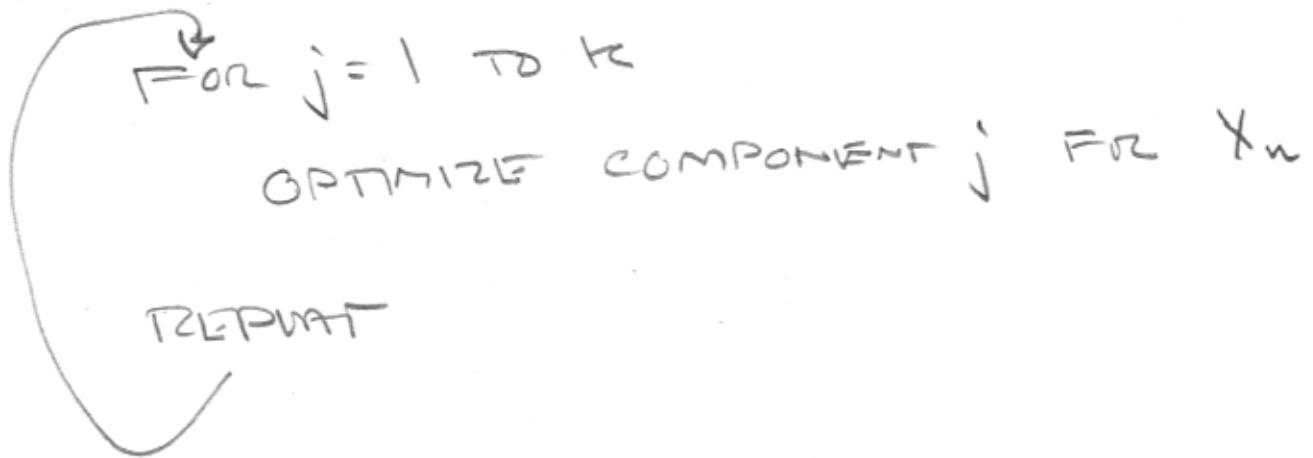 FOR j = 1 TO K
OPTIMIZE COMPONENT j FOR Xn
REPEAT